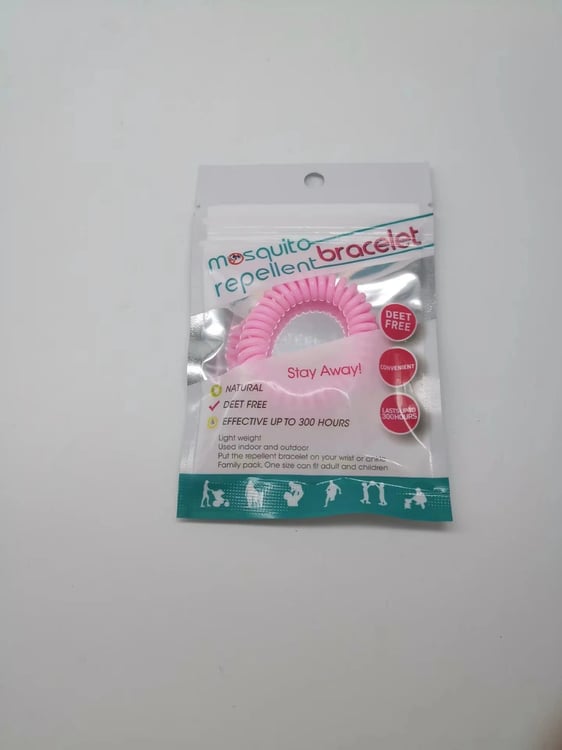 mosquito bracelet
repellent
DEET
FREE
CONVENIENT
LASTS UP TO
300HOURS
Stay Away!
NATURAL
DEET FREE
EFFECTIVE UP TO 300 HOURS
Light weight
Used indoor and outdoor
Put the repellent bracelet on your wrist or ankle
Family pack, One size can fit adult and children